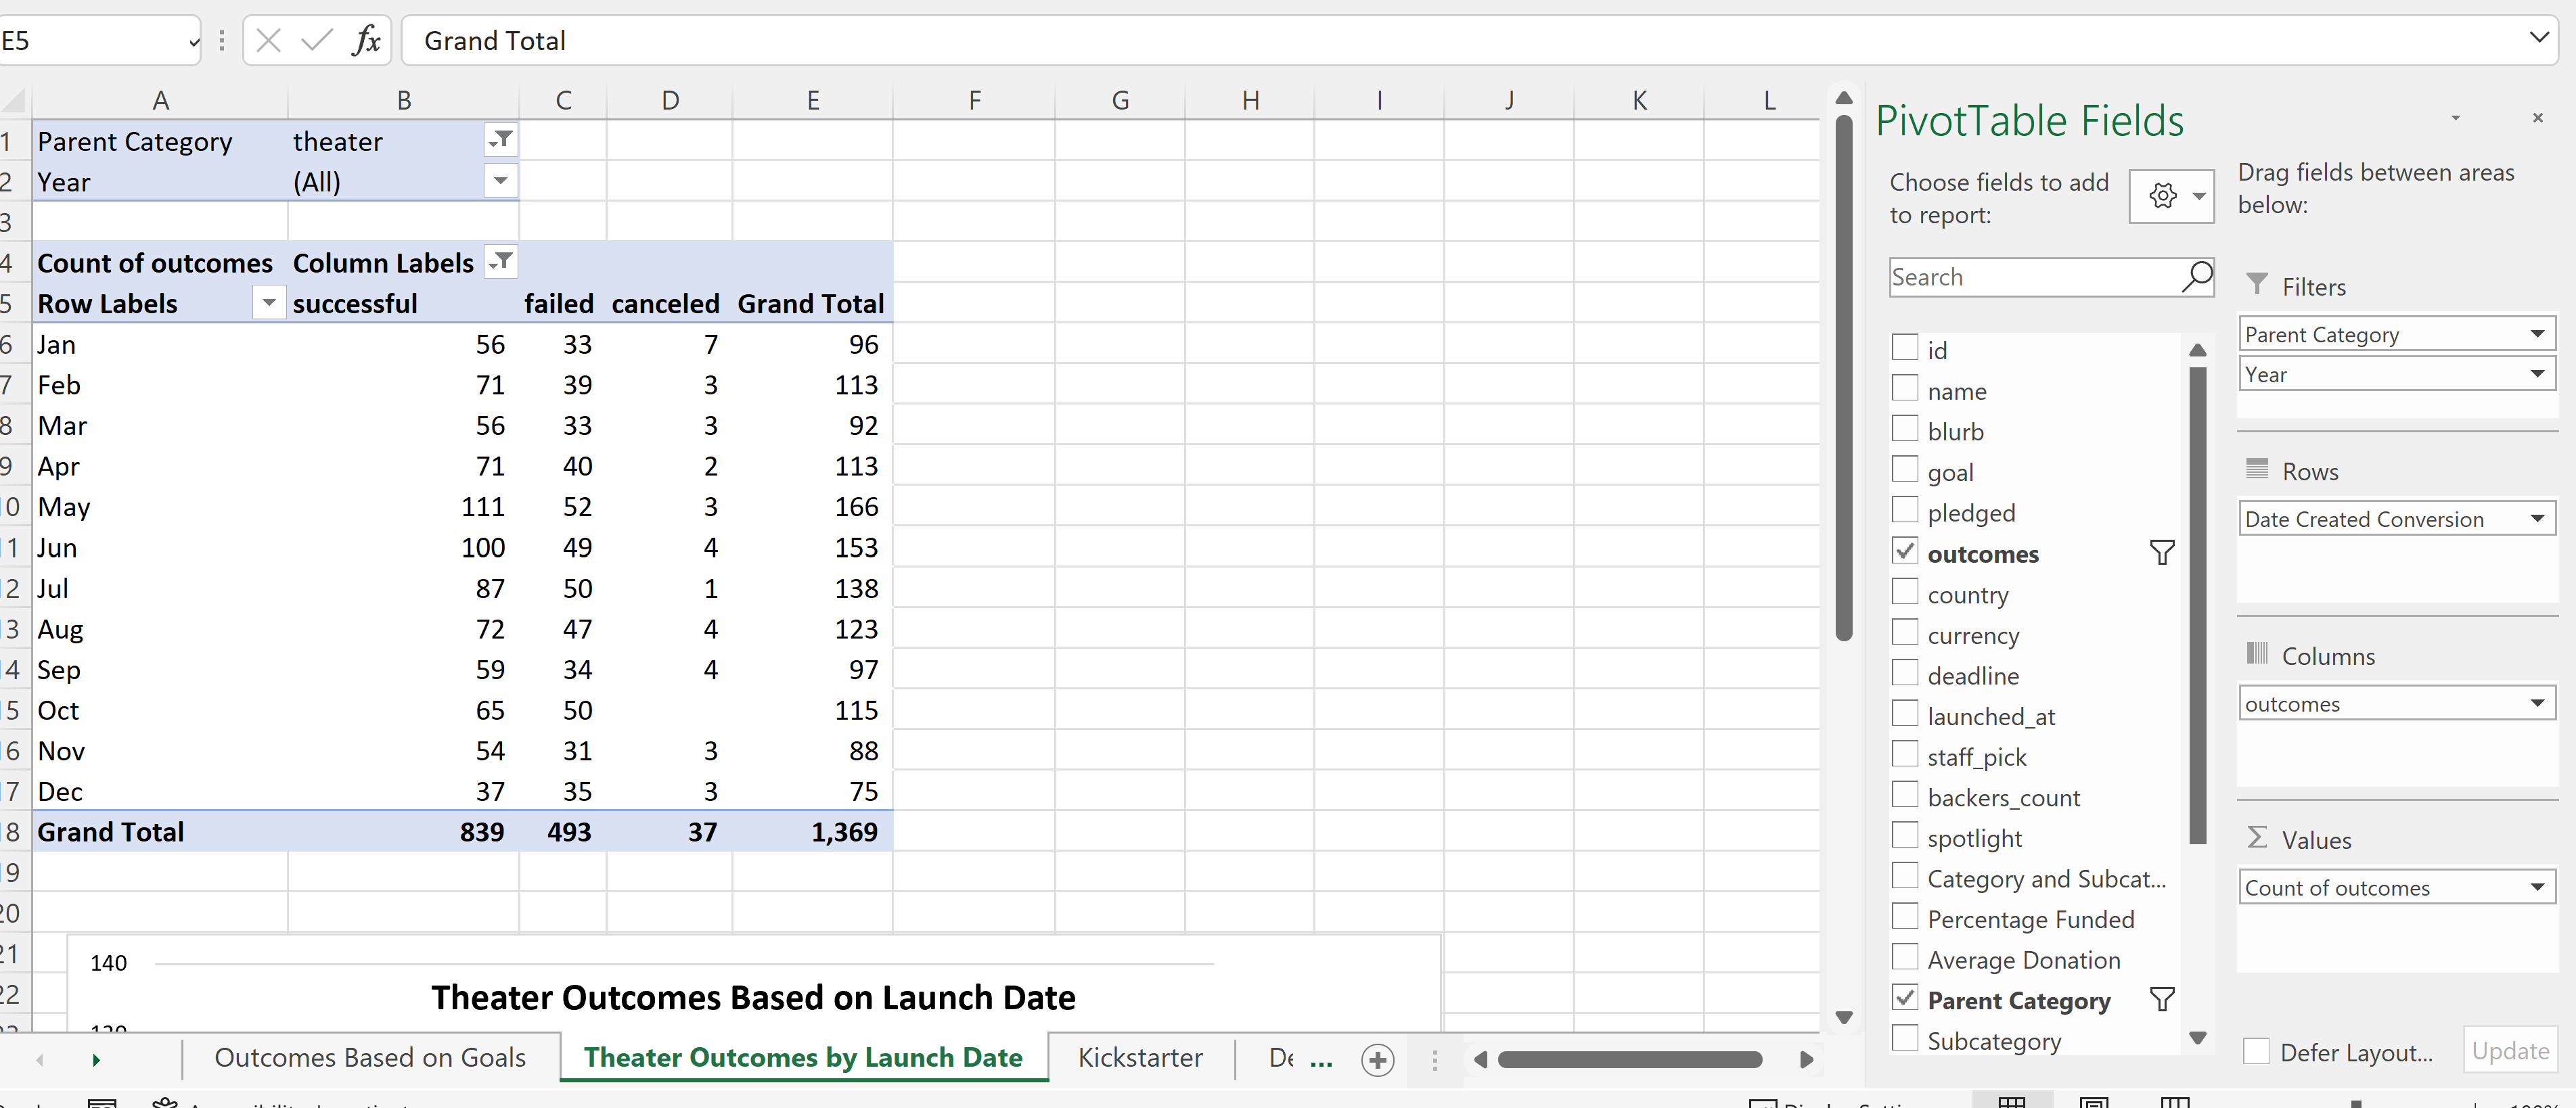 E5 fx Grand Total
A B C D E F G H I J K L
1 Parent Category theater
2 Year (All)
3
4 Count of outcomes Column Labels
5 Row Labels successful failed canceled Grand Total
6 Jan 56 33 7 96
7 Feb 71 39 3 113
8 Mar 56 33 3 92
9 Apr 71 40 2 113
10 May 111 52 3 166
11 Jun 100 49 4 153
12 Jul 87 50 1 138
13 Aug 72 47 4 123
14 Sep 59 34 4 97
15 Oct 65 50 115
16 Nov 54 31 3 88
17 Dec 37 35 3 75
18 Grand Total 839 493 37 1,369
19
20
21 140
22 Theater Outcomes Based on Launch Date
Outcomes Based on Goals Theater Outcomes by Launch Date Kickstarter De ...
PivotTable Fields
Choose fields to add
to report:
Search
id
name
blurb
goal
pledged
outcomes
country
currency
deadline
launched_at
staff_pick
backers_count
spotlight
Category and Subcat...
Percentage Funded
Average Donation
Parent Category
Subcategory
Drag fields between areas
below:
Filters
Parent Category
Year
Rows
Date Created Conversion
Columns
outcomes
Σ Values
Count of outcomes
Defer Layout... Update